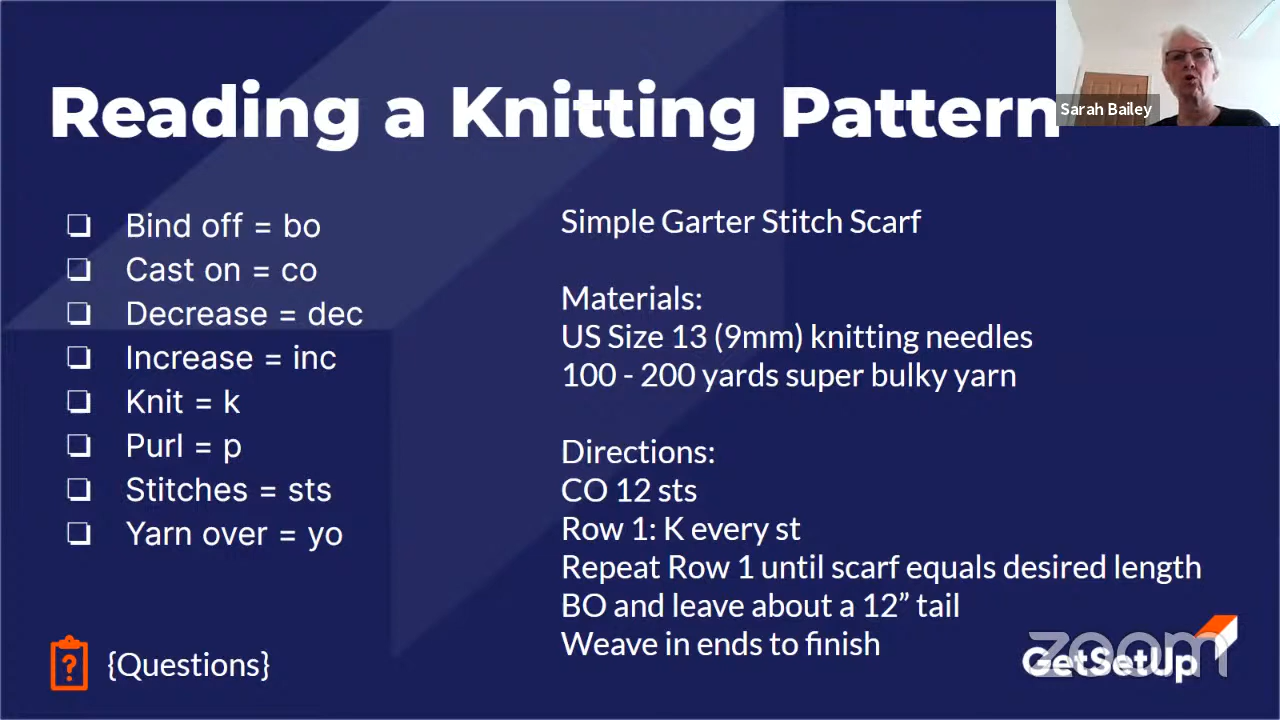 Reading a Knitting Pattern
Sarah Bailey
Bind off = bo
Cast on = co
Decrease = dec
Increase = inc
Knit = k
Purl = p
Stitches = sts
Yarn over = yo
Simple Garter Stitch Scarf
Materials:
US Size 13 (9mm) knitting needles
100 - 200 yards super bulky yarn
Directions:
CO 12 sts
Row 1: K every st
Repeat Row 1 until scarf equals desired length
BO and leave about a 12” tail
Weave in ends to finish
?
{Questions}
GetSetUp
zoom